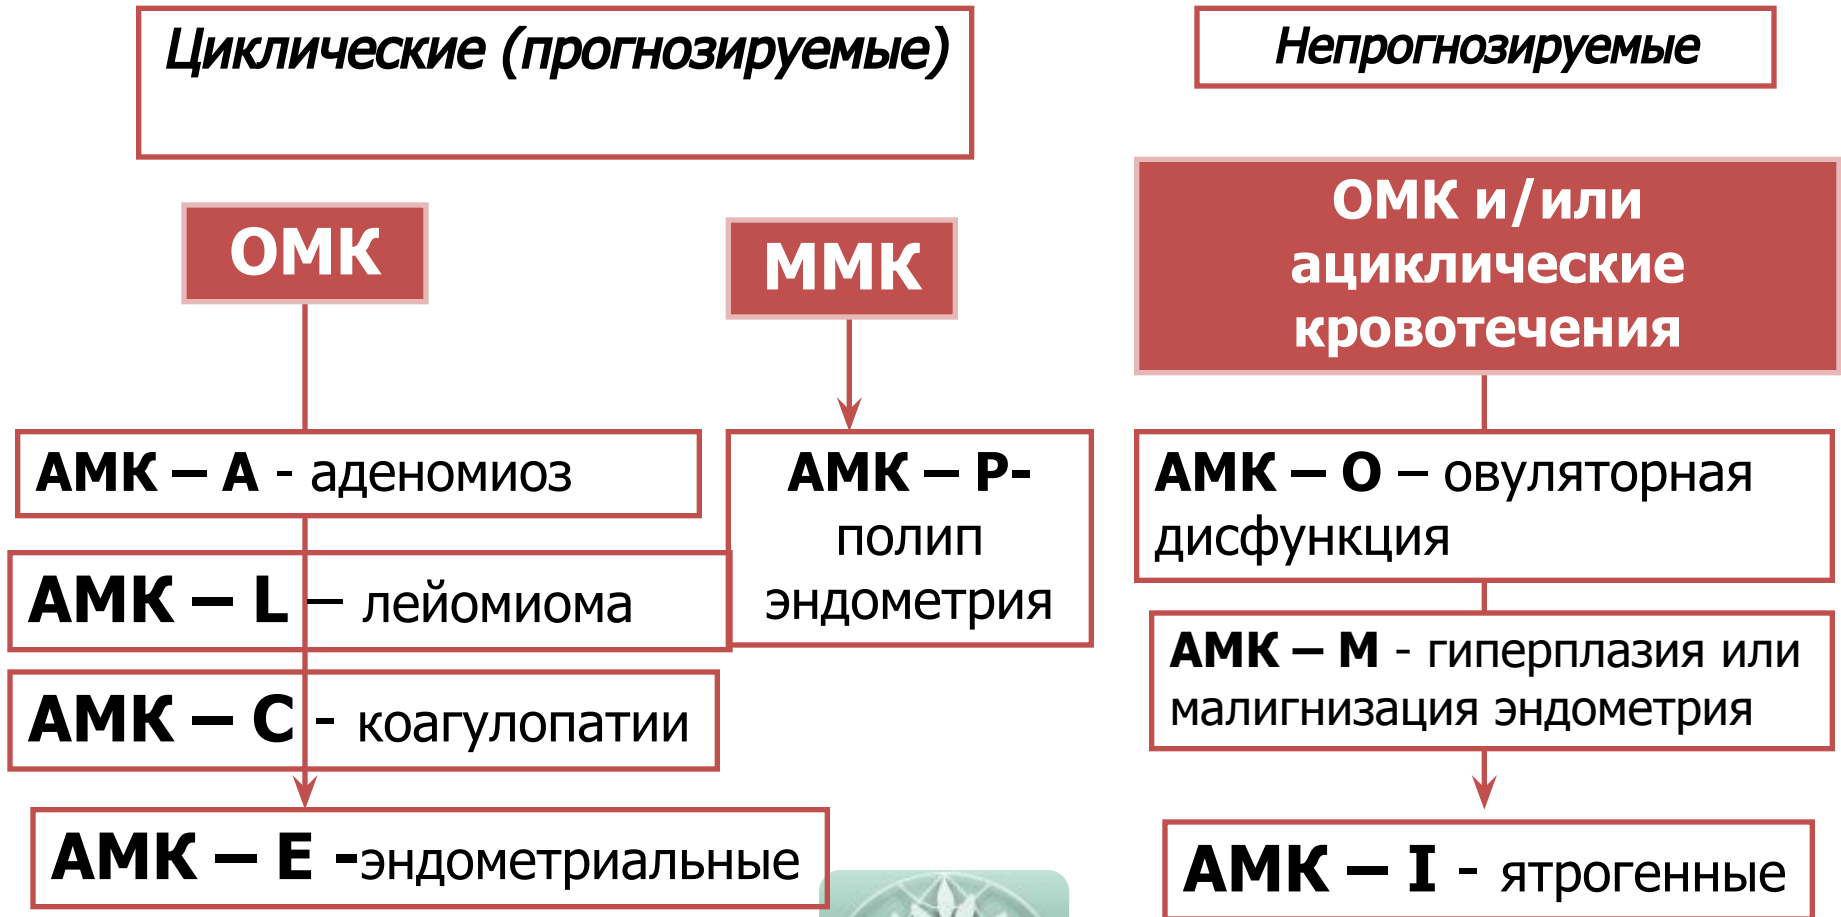 Циклические (прогнозируемые)
Непрогнозируемые
ОМК
ММК
ОМК и/или
ациклические
кровотечения
АМК – А - аденомиоз
АМК – L – лейомиома
АМК – С - коагулопатии
АМК – Е -эндометриальные
АМК – Р-
полип
эндометрия
АМК – О – овуляторная
дисфункция
АМК – М - гиперплазия или
малигнизация эндометрия
АМК – I - ятрогенные